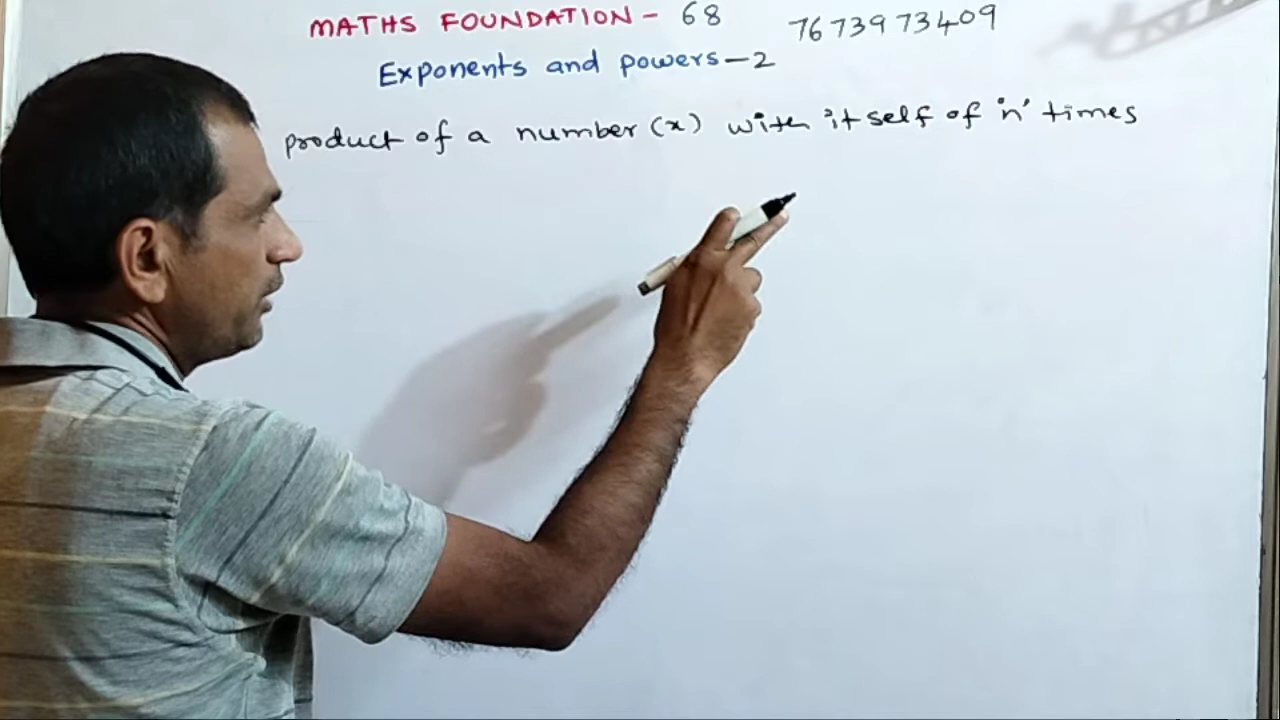 MATHS FOUNDATION - 68 7673973409
Exponents and powers-2
product of a number (x) with itself of 'n' times